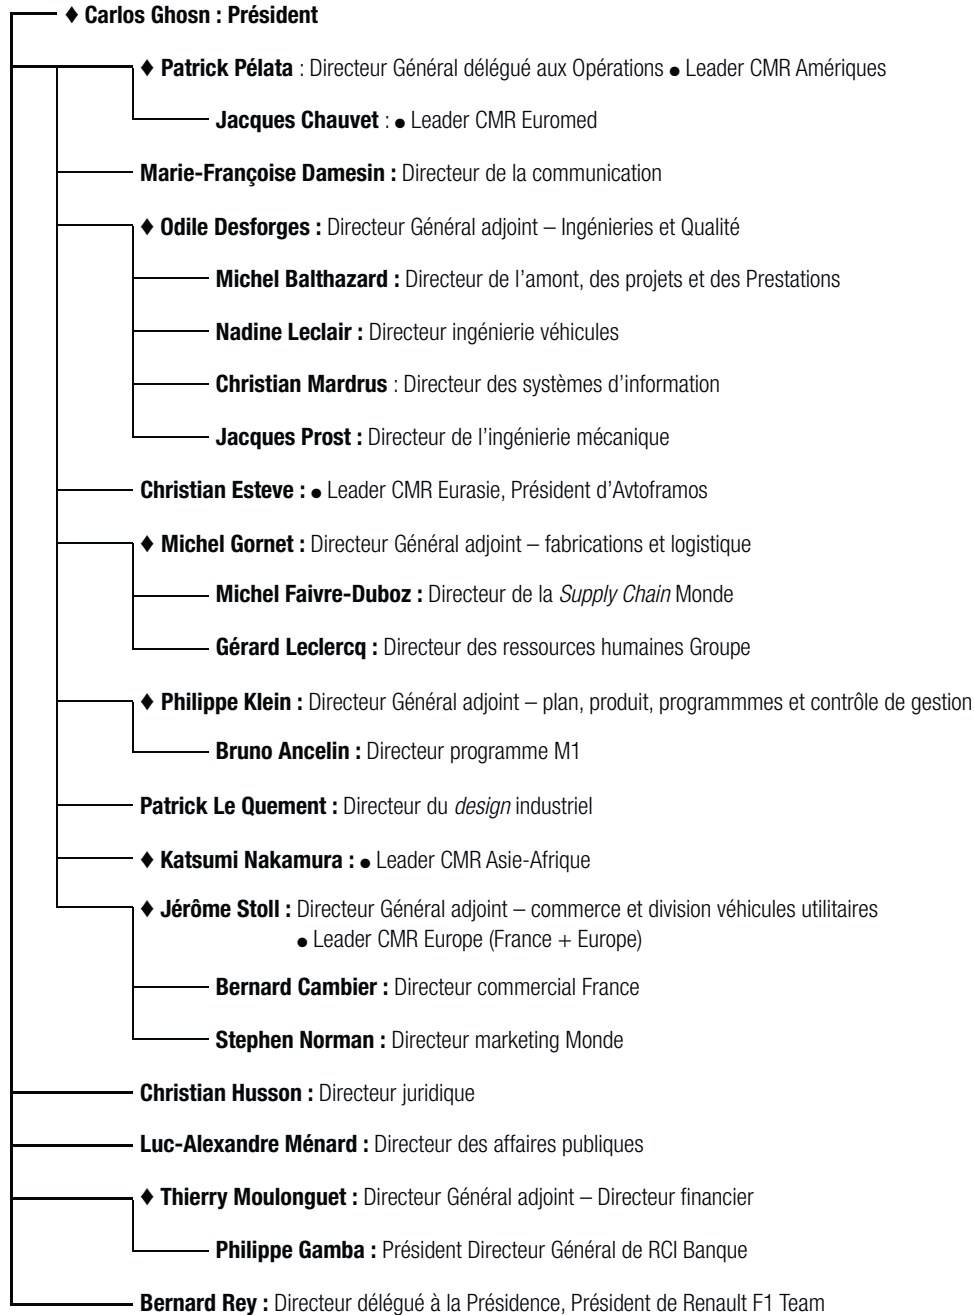 ♦ Carlos Ghosn : Président
♦ Patrick Pélata : Directeur Général délégué aux Opérations ● Leader CMR Amériques
Jacques Chauvet : ● Leader CMR Euromed
Marie-Françoise Damesin : Directeur de la communication
♦ Odile Desforges : Directeur Général adjoint – Ingénieries et Qualité
Michel Balthazard : Directeur de l’amont, des projets et des Prestations
Nadine Leclair : Directeur ingénierie véhicules
Christian Mardrus : Directeur des systèmes d’information
Jacques Prost : Directeur de l’ingénierie mécanique
Christian Esteve : ● Leader CMR Eurasie, Président d’Avtoframos
♦ Michel Gornet : Directeur Général adjoint – fabrications et logistique
Michel Faivre-Duboz : Directeur de la Supply Chain Monde
Gérard Leclercq : Directeur des ressources humaines Groupe
♦ Philippe Klein : Directeur Général adjoint – plan, produit, programmmes et contrôle de gestion
Bruno Ancelin : Directeur programme M1
Patrick Le Quement : Directeur du design industriel
♦ Katsumi Nakamura : ● Leader CMR Asie-Afrique
♦ Jérôme Stoll : Directeur Général adjoint – commerce et division véhicules utilitaires
● Leader CMR Europe (France + Europe)
Bernard Cambier : Directeur commercial France
Stephen Norman : Directeur marketing Monde
Christian Husson : Directeur juridique
Luc-Alexandre Ménard : Directeur des affaires publiques
♦ Thierry Moulonguet : Directeur Général adjoint – Directeur financier
Philippe Gamba : Président Directeur Général de RCI Banque
Bernard Rey : Directeur délégué à la Présidence, Président de Renault F1 Team